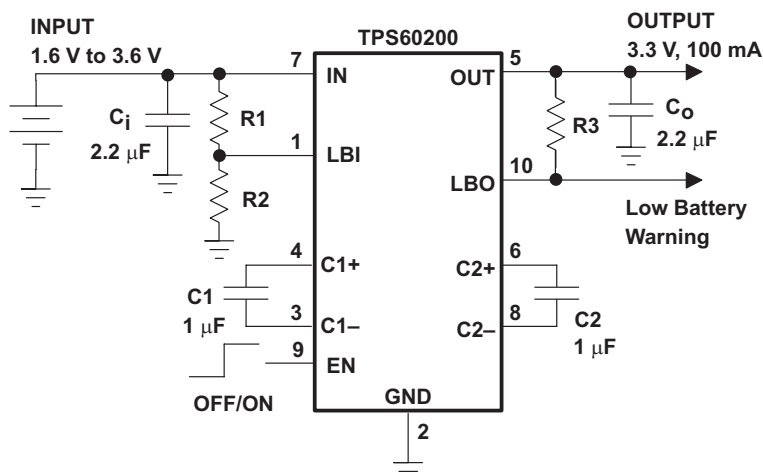 INPUT
1.6 V to 3.6 V
TPS60200
OUTPUT
3.3 V, 100 mA
7
IN
5
OUT
Ci
2.2 μF
R1
R3
Co
2.2 μF
1
LBI
10
LBO
R2
Low Battery
Warning
4
C1+
C2+
6
C1
1 μF
3
C1–
C2–
8
C2
1 μF
9
EN
OFF/ON
GND
2